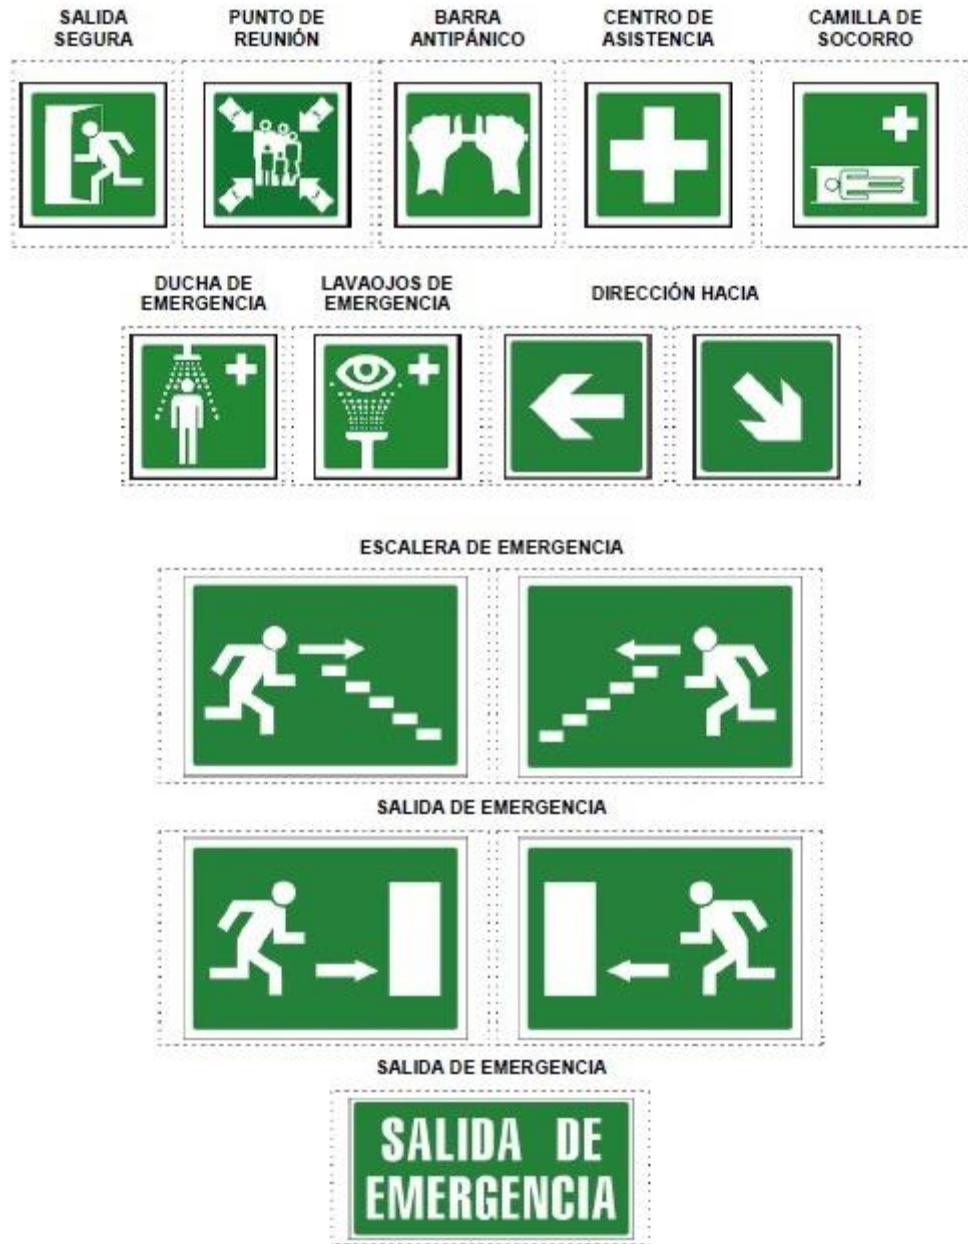 SALIDA
SEGURA
PUNTO DE
REUNIÓN
BARRA
ANTIPÁNICO
CENTRO DE
ASISTENCIA
CAMILLA DE
SOCORRO
DUCHA DE
EMERGENCIA
LAVAOJOS DE
EMERGENCIA
DIRECCIÓN HACIA
ESCALERA DE EMERGENCIA
SALIDA DE EMERGENCIA
SALIDA DE EMERGENCIA
SALIDA DE
EMERGENCIA